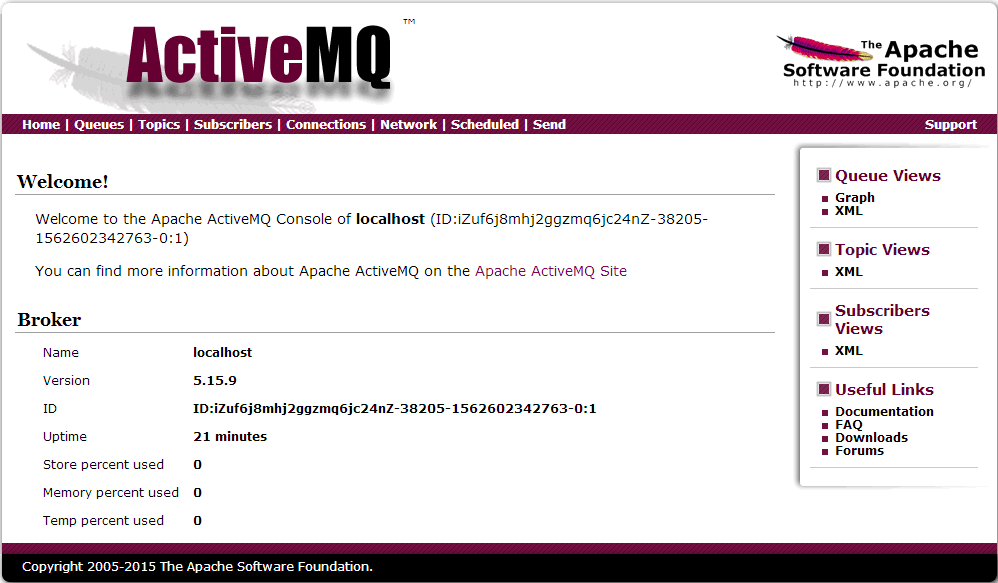 ActiveMQ ™
The Apache
Software Foundation
http://www.apache.org/
Home | Queues | Topics | Subscribers | Connections | Network | Scheduled | Send
Support
Welcome!
Welcome to the Apache ActiveMQ Console of localhost (ID:iZuf6j8mhj2ggzmq6jc24nZ-38205-
1562602342763-0:1)
You can find more information about Apache ActiveMQ on the Apache ActiveMQ Site
Broker
Name localhost
Version 5.15.9
ID ID:iZuf6j8mhj2ggzmq6jc24nZ-38205-1562602342763-0:1
Uptime 21 minutes
Store percent used 0
Memory percent used 0
Temp percent used 0
Queue Views
Graph
XML
Topic Views
XML
Subscribers
Views
XML
Useful Links
Documentation
FAQ
Downloads
Forums
Copyright 2005-2015 The Apache Software Foundation.